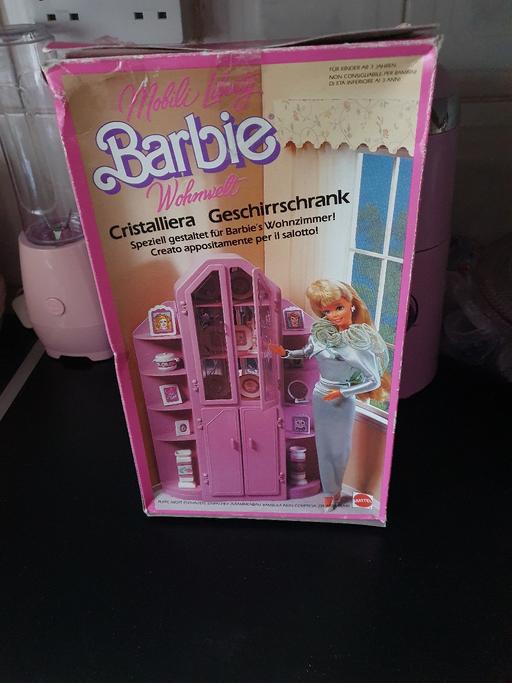 FÜR KINDER AB 3 JAHREN.
NON CONSIGLIABILE PER BAMBINI
DI ETÀ INFERIORE AI 3 ANNI
Mobili Living
Barbie
Wohnwelt
Cristalliera Geschirrschrank
Speziell gestaltet für Barbie's Wohnzimmer!
Creato appositamente per il salotto!
MATTEL